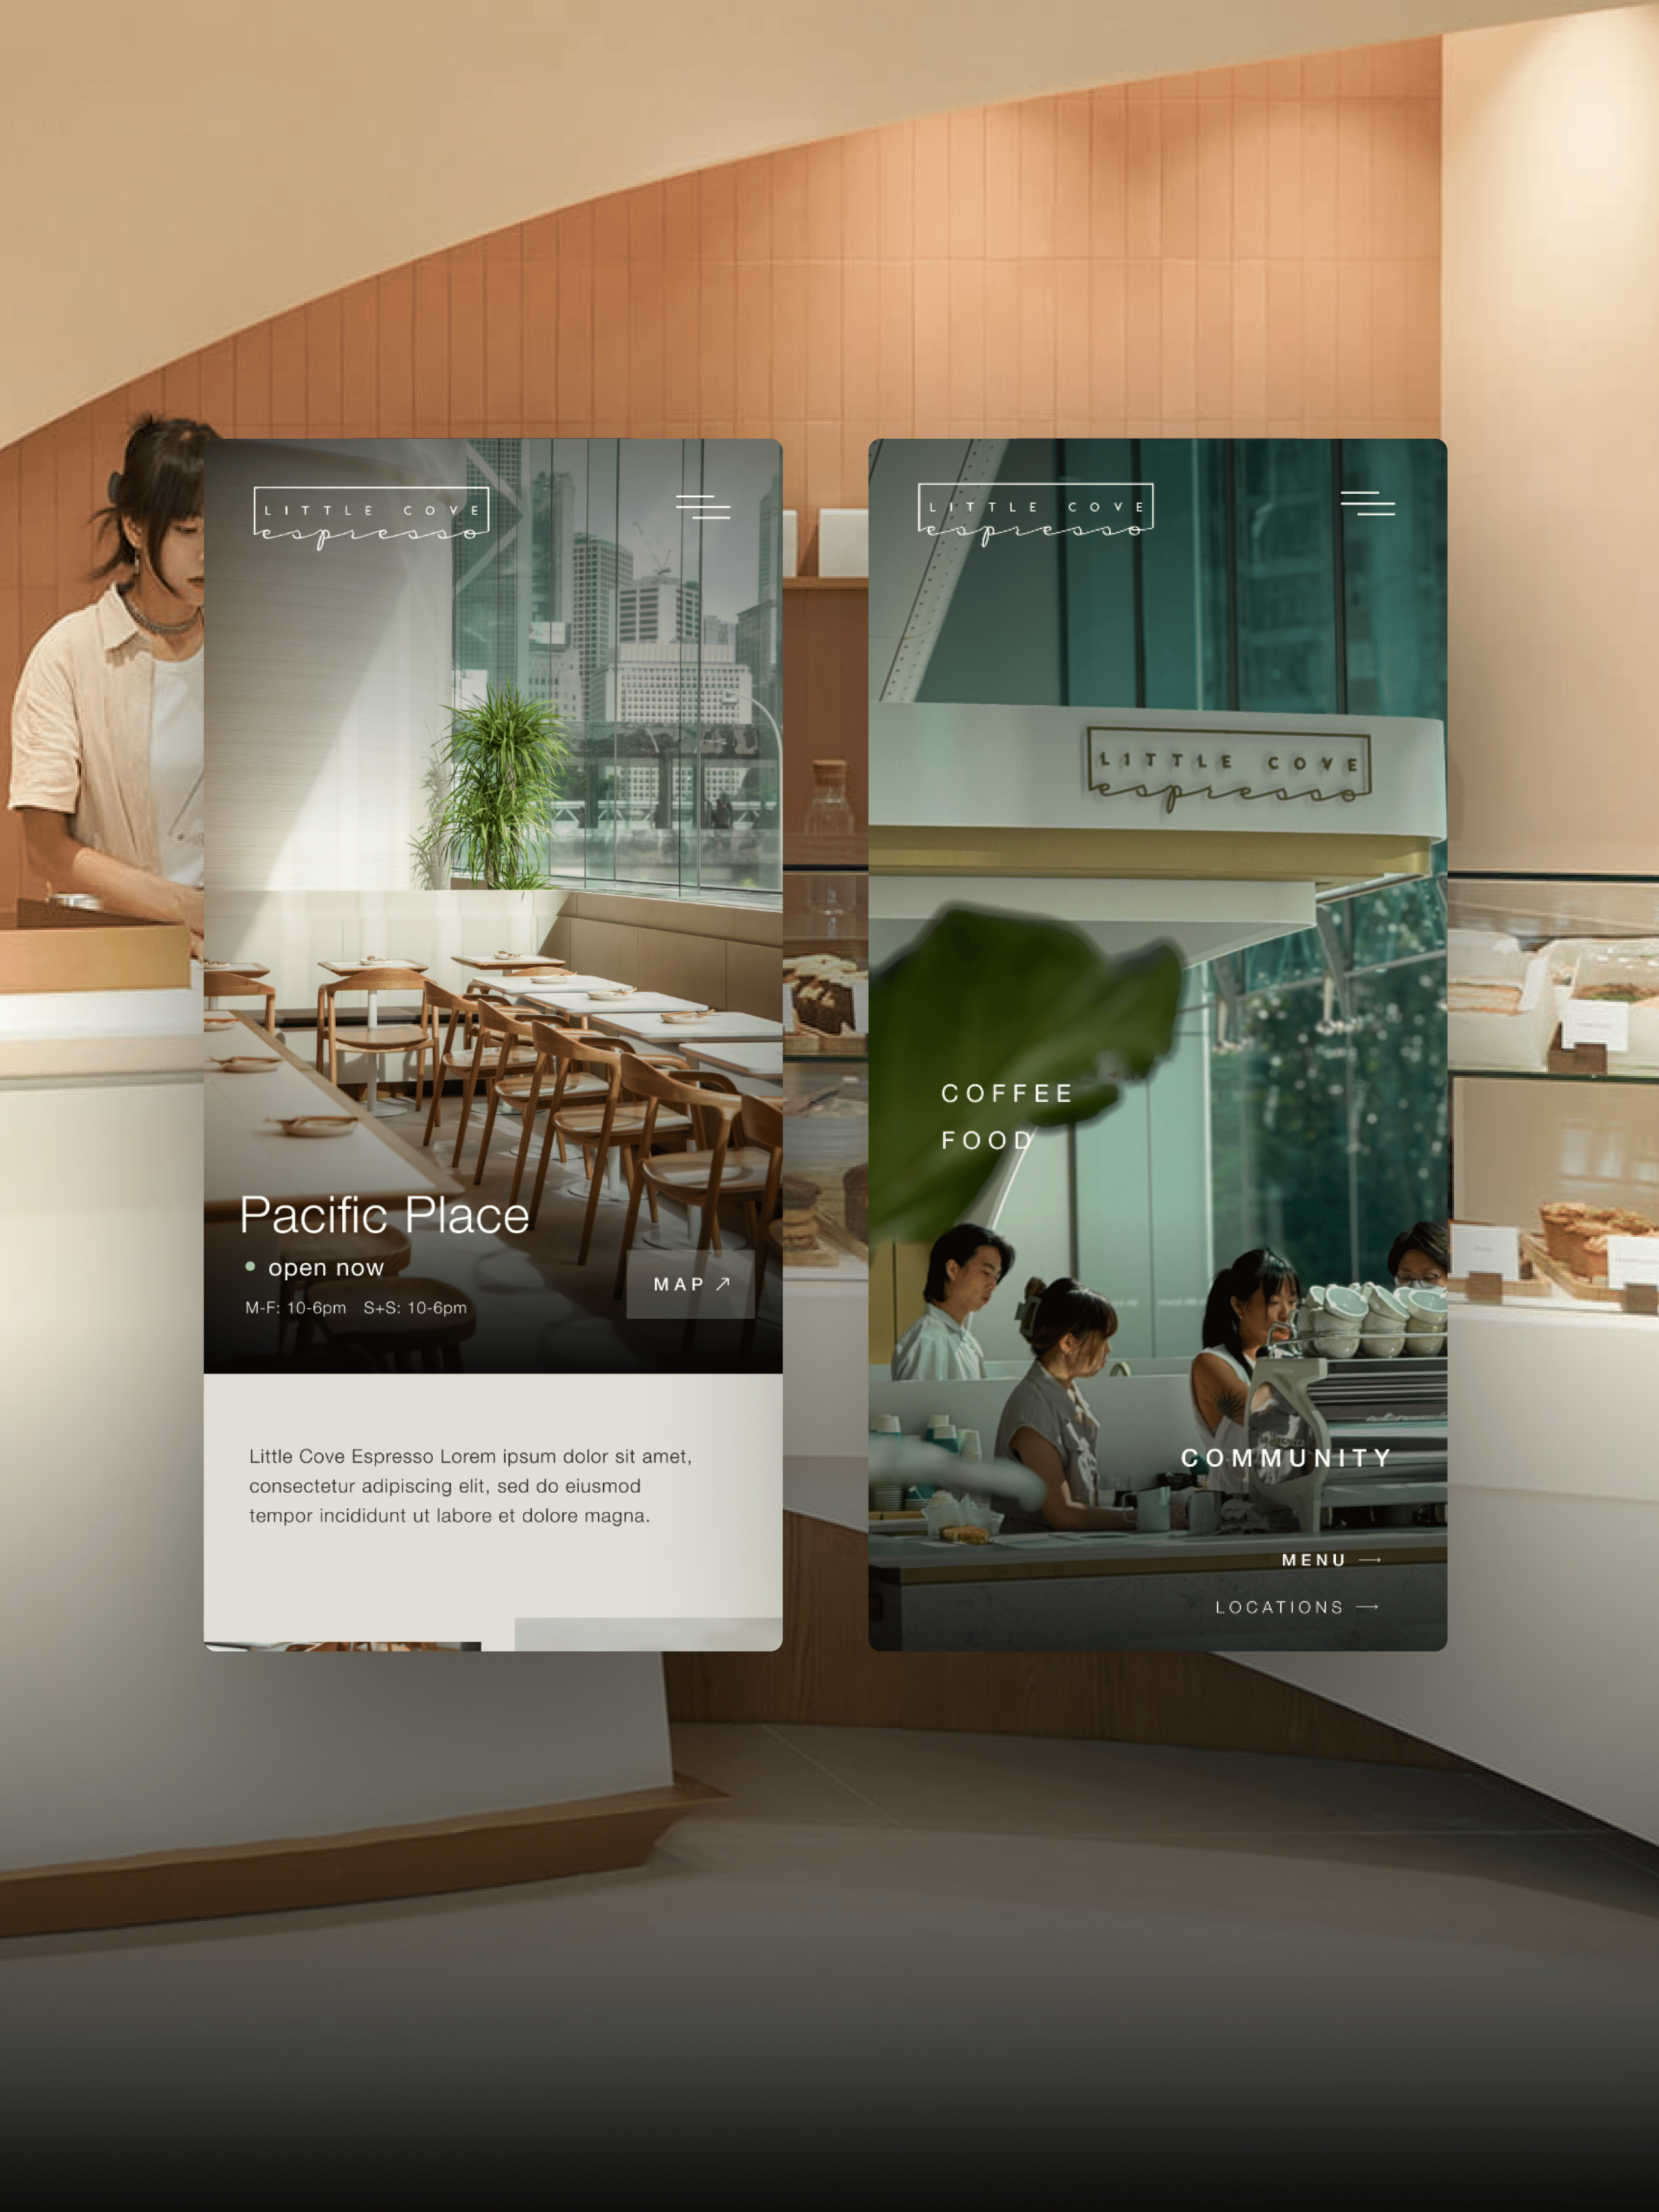 LITTLE COVE
espresso
Pacific Place
open now
M-F: 10-6pm S+S: 10-6pm
MAP ↗
Little Cove Espresso Lorem ipsum dolor sit amet,
consectetur adipiscing elit, sed do eiusmod
tempor incididunt ut labore et dolore magna.
LITTLE COVE
espresso
LITTLE COVE
espresso
COFFEE
FOOD
COMMUNITY
MENU →
LOCATIONS →